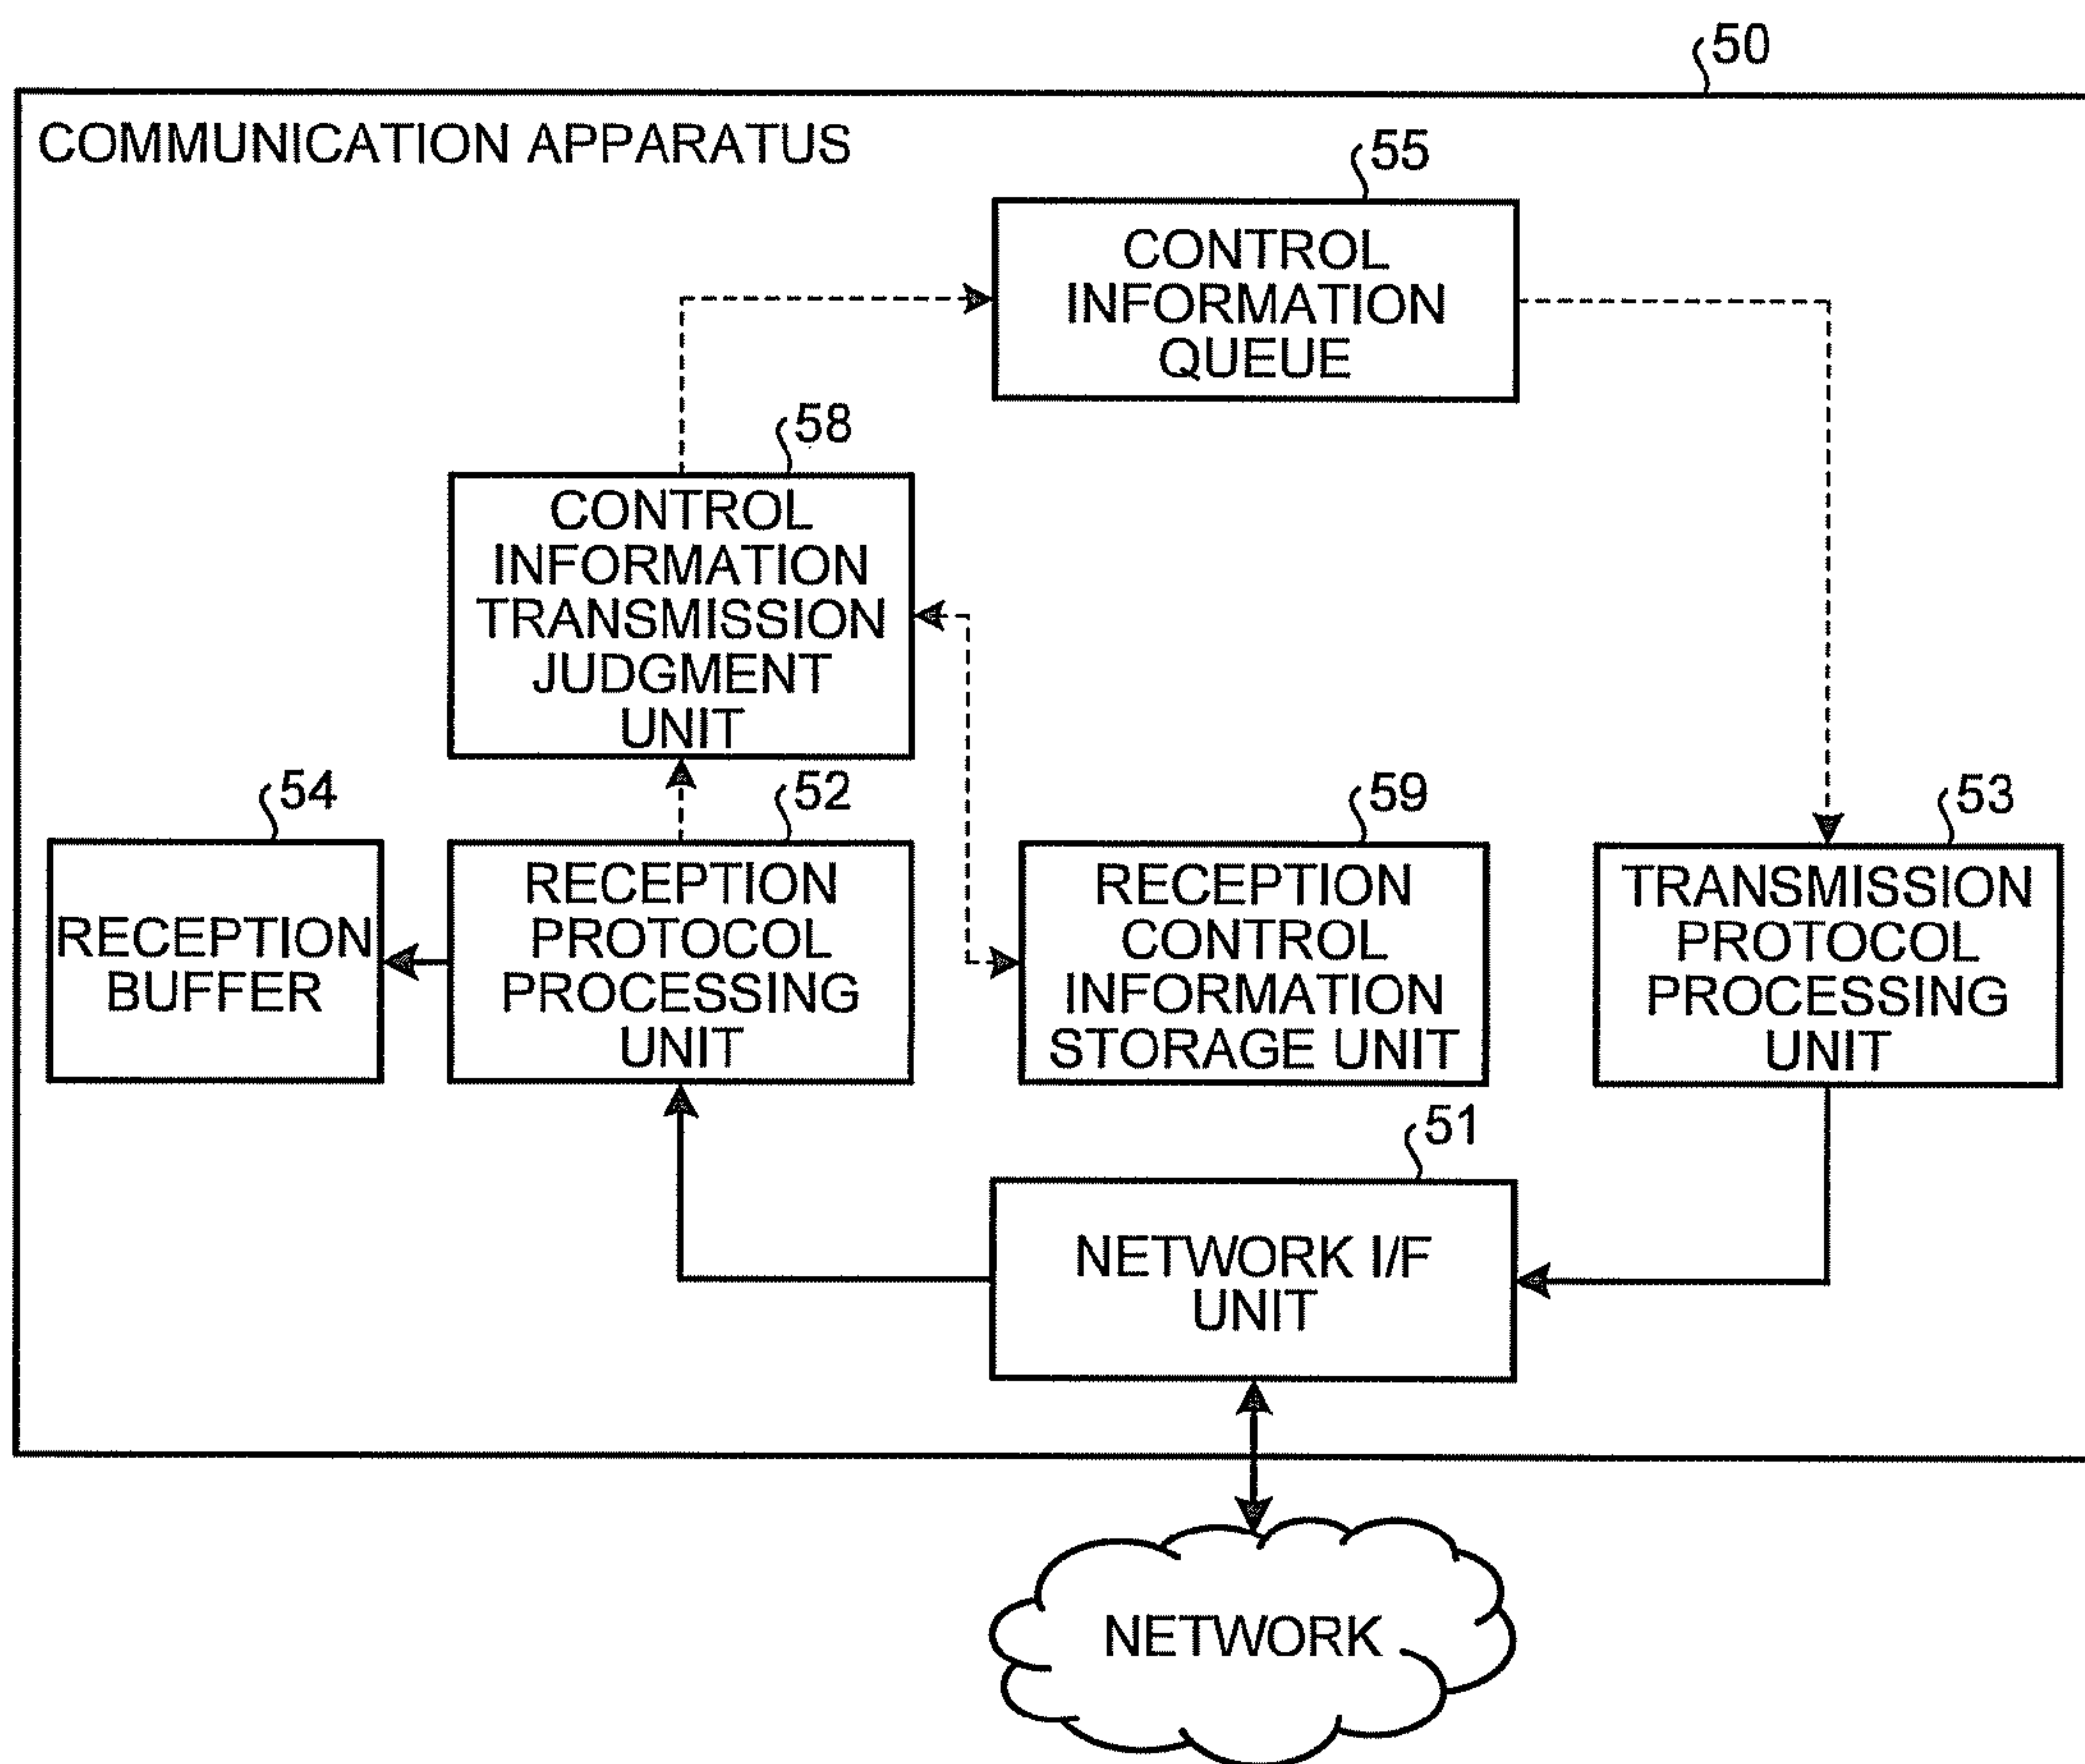 50
COMMUNICATION APPARATUS
55
CONTROL
INFORMATION
QUEUE
58
CONTROL
INFORMATION
TRANSMISSION
JUDGMENT
UNIT
54
RECEPTION
BUFFER
52
RECEPTION
PROTOCOL
PROCESSING
UNIT
59
RECEPTION
CONTROL
INFORMATION
STORAGE UNIT
53
TRANSMISSION
PROTOCOL
PROCESSING
UNIT
51
NETWORK I/F
UNIT
NETWORK